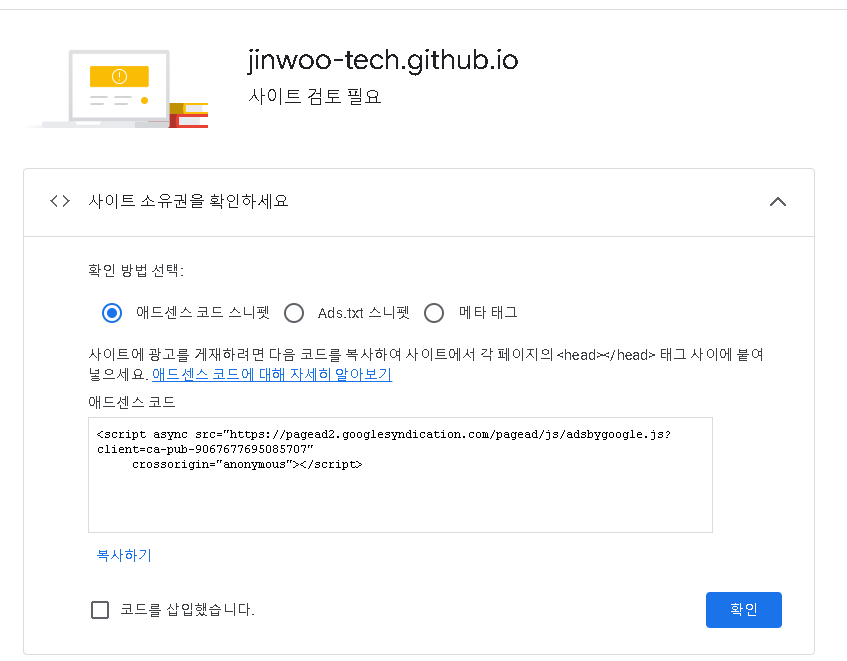 jinwoo-tech.github.io
사이트 검토 필요
<> 사이트 소유권을 확인하세요
확인 방법 선택:
애드센스 코드 스니펫 Ads.txt 스니펫 메타 태그
사이트에 광고를 게재하려면 다음 코드를 복사하여 사이트에서 각 페이지의 <head></head> 태그 사이에 붙여
넣으세요. 애드센스 코드에 대해 자세히 알아보기
애드센스 코드
<script async src="https://pagead2.googlesyndication.com/pagead/js/adsbygoogle.js?
client=ca-pub-9067677695085707"
crossorigin="anonymous"></script>
복사하기
코드를 삽입했습니다.
확인